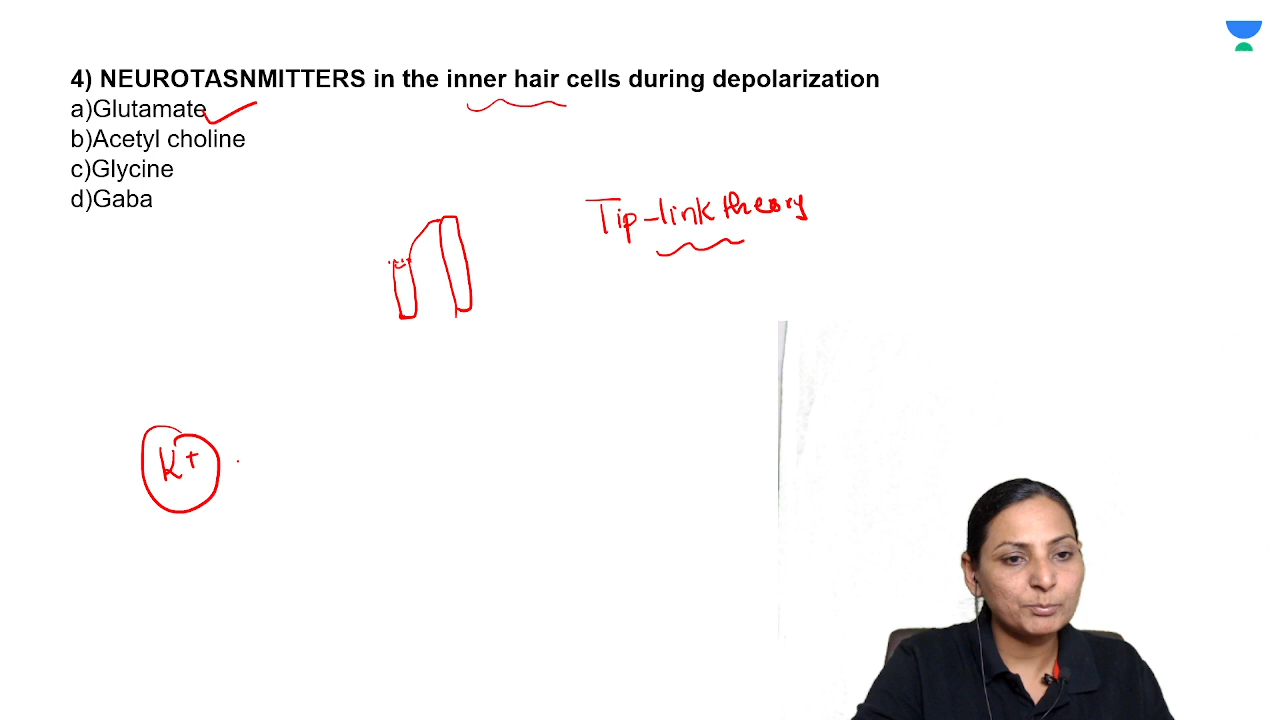 4) NEUROTASNMITTERS in the inner hair cells during depolarization
a)Glutamate
b)Acetyl choline
c)Glycine
d)Gaba
Tip-link theory
K+